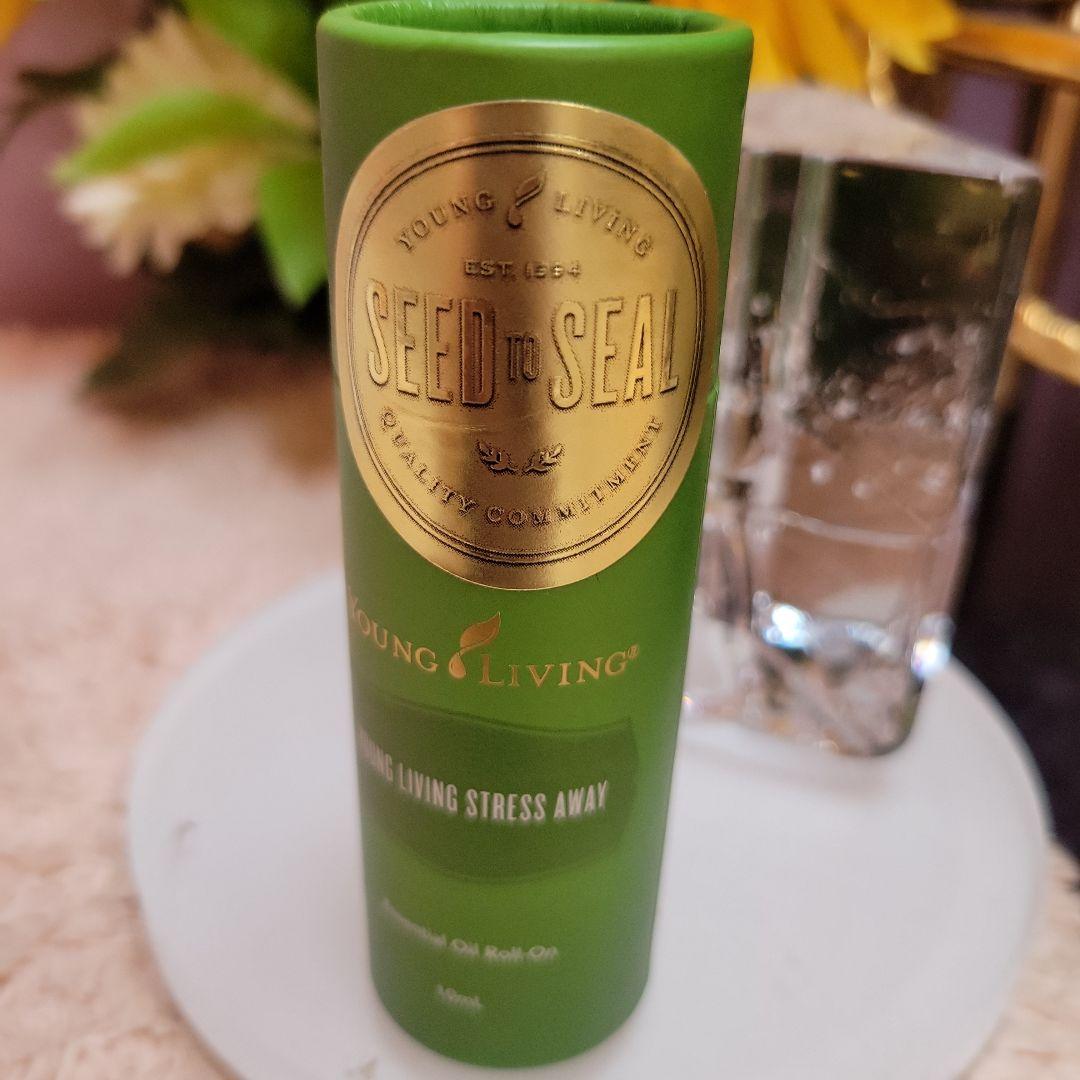 YOUNG LIVING
EST. 1994
SEED TO SEAL
QUALITY COMMITMENT
YOUNG LIVING®
YOUNG LIVING STRESS AWAY
Essential Oil Roll-On
10mL